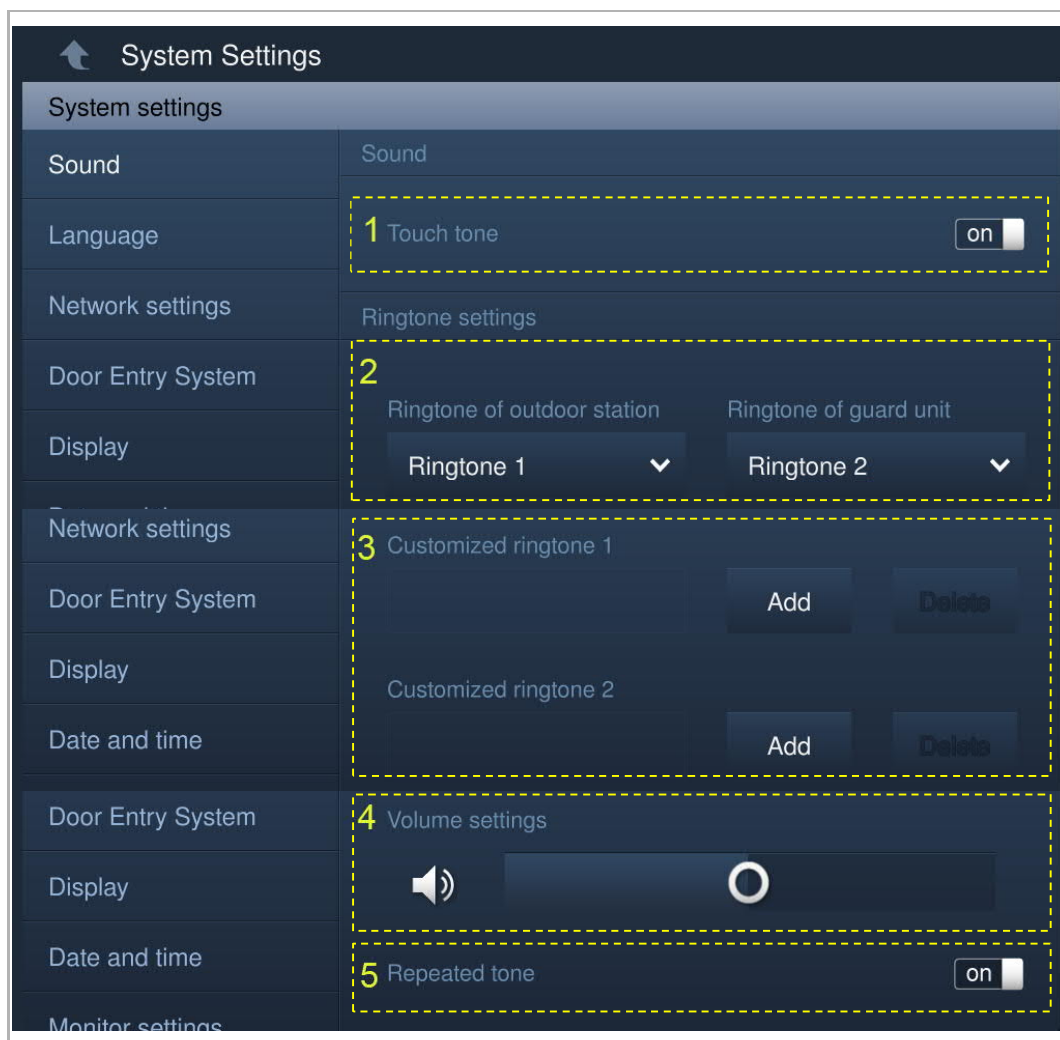 System Settings
System settings
Sound
Language
Network settings
Door Entry System
Display
Network settings
Door Entry System
Display
Date and time
Door Entry System
Display
Date and time
Monitor settings
Sound
1 Touch tone on
Ringtone settings
2
Ringtone of outdoor station Ringtone of guard unit
Ringtone 1 Ringtone 2
3 Customized ringtone 1
Add Delete
Customized ringtone 2
Add Delete
4 Volume settings
5 Repeated tone on